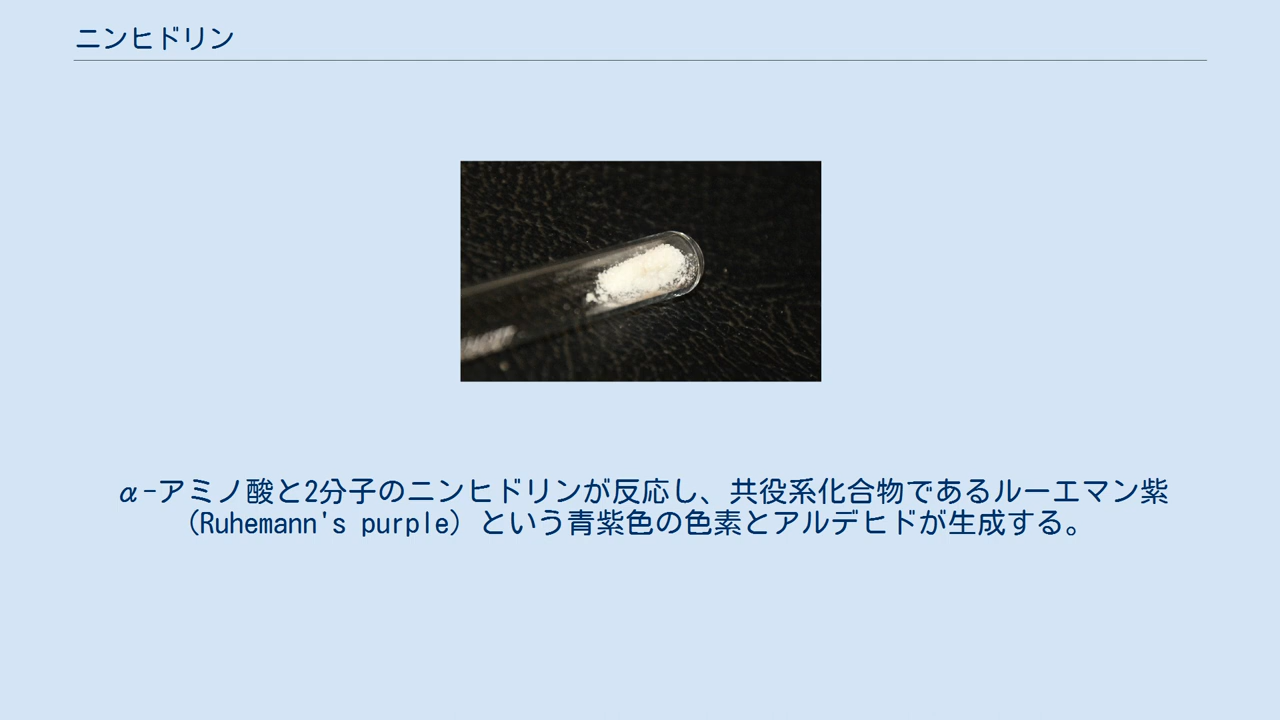 ニンヒドリン
α-アミノ酸と2分子のニンヒドリンが反応し、共役系化合物であるルーエマン紫
（Ruhemann's purple）という青紫色の色素とアルデヒドが生成する。